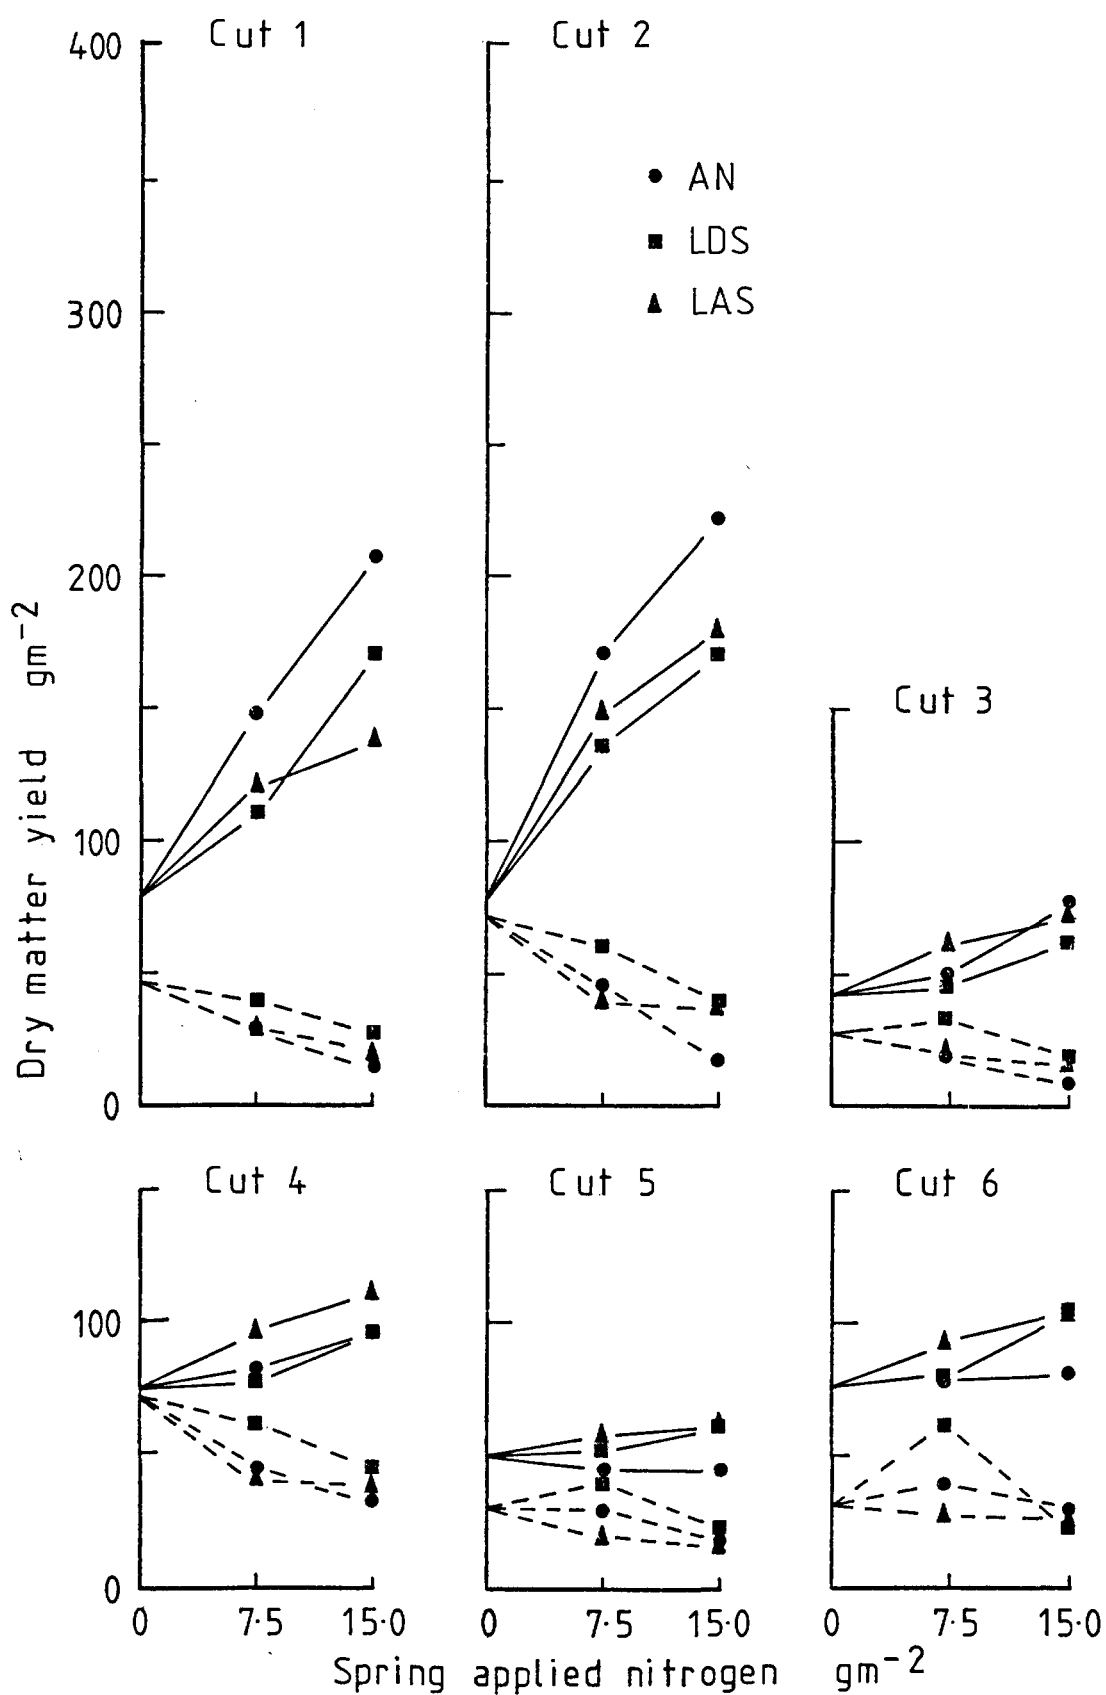 Cut 1
Cut 2
400
AN
LDS
LAS
300
200
100
0
Cut 3
Dry matter yield gm⁻²
Cut 4
Cut 5
Cut 6
100
0
0 7·5 15·0
0 7·5 15·0
0 7·5 15·0
Spring applied nitrogen gm⁻²